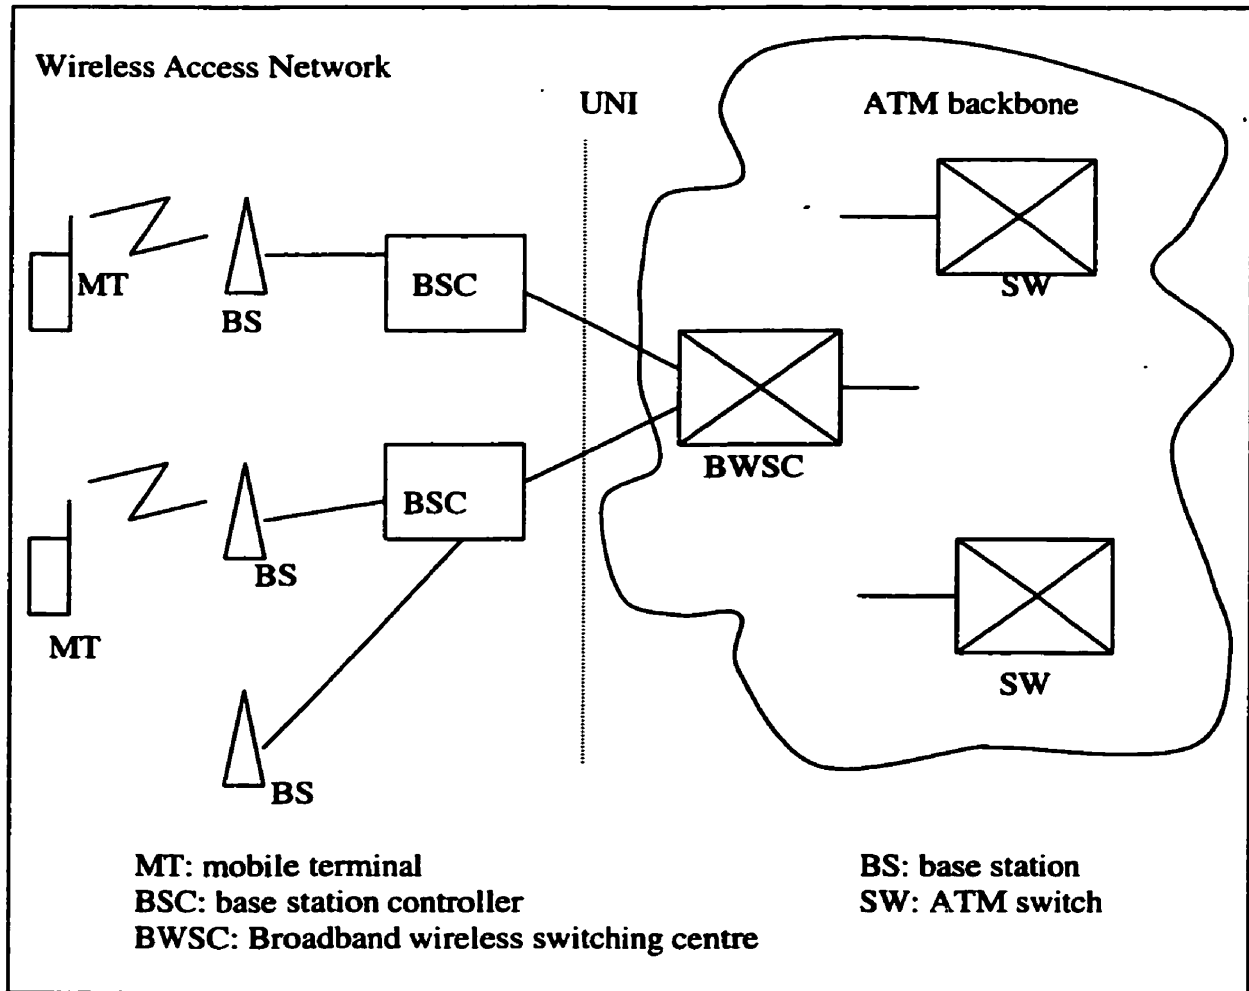 Wireless Access Network
UNI
ATM backbone
MT
BS
BSC
SW
BWSC
BSC
BS
MT
SW
BS
MT: mobile terminal
BS: base station
BSC: base station controller
SW: ATM switch
BWSC: Broadband wireless switching centre